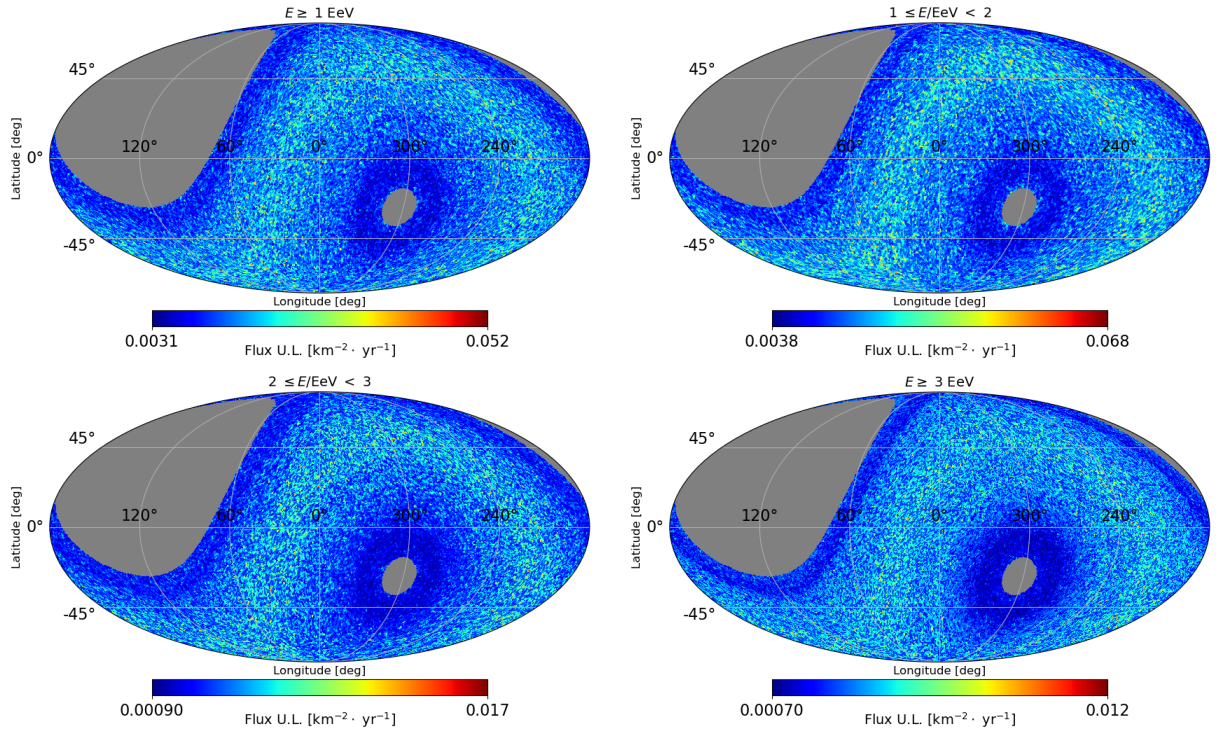 E ≥ 1 EeV
45°
120°
60°
0°
300°
240°
0°
-45°
Latitude [deg]
Longitude [deg]
0.0031
0.052
Flux U.L. [km⁻² · yr⁻¹]
1 ≤ E/EeV < 2
45°
120°
60°
0°
300°
240°
0°
-45°
Latitude [deg]
Longitude [deg]
0.0038
0.068
Flux U.L. [km⁻² · yr⁻¹]
2 ≤ E/EeV < 3
45°
120°
60°
0°
300°
240°
0°
-45°
Latitude [deg]
Longitude [deg]
0.00090
0.017
Flux U.L. [km⁻² · yr⁻¹]
E ≥ 3 EeV
45°
120°
60°
0°
300°
240°
0°
-45°
Latitude [deg]
Longitude [deg]
0.00070
0.012
Flux U.L. [km⁻² · yr⁻¹]